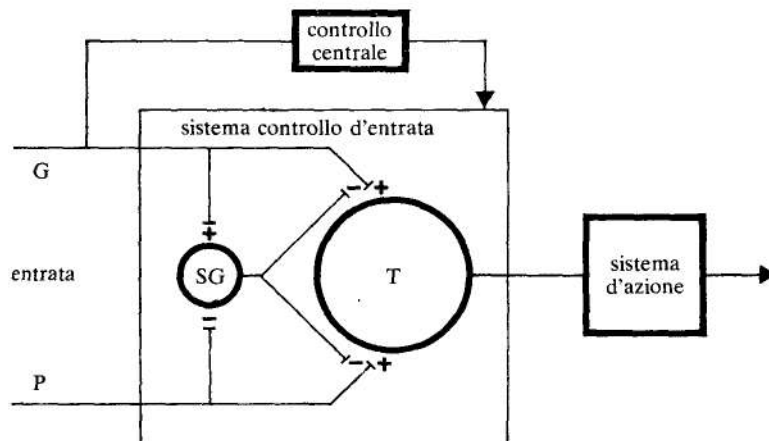 controllo
centrale
sistema controllo d'entrata
G
+
- +
entrata
SG
T
sistema
d'azione
-
- +
P